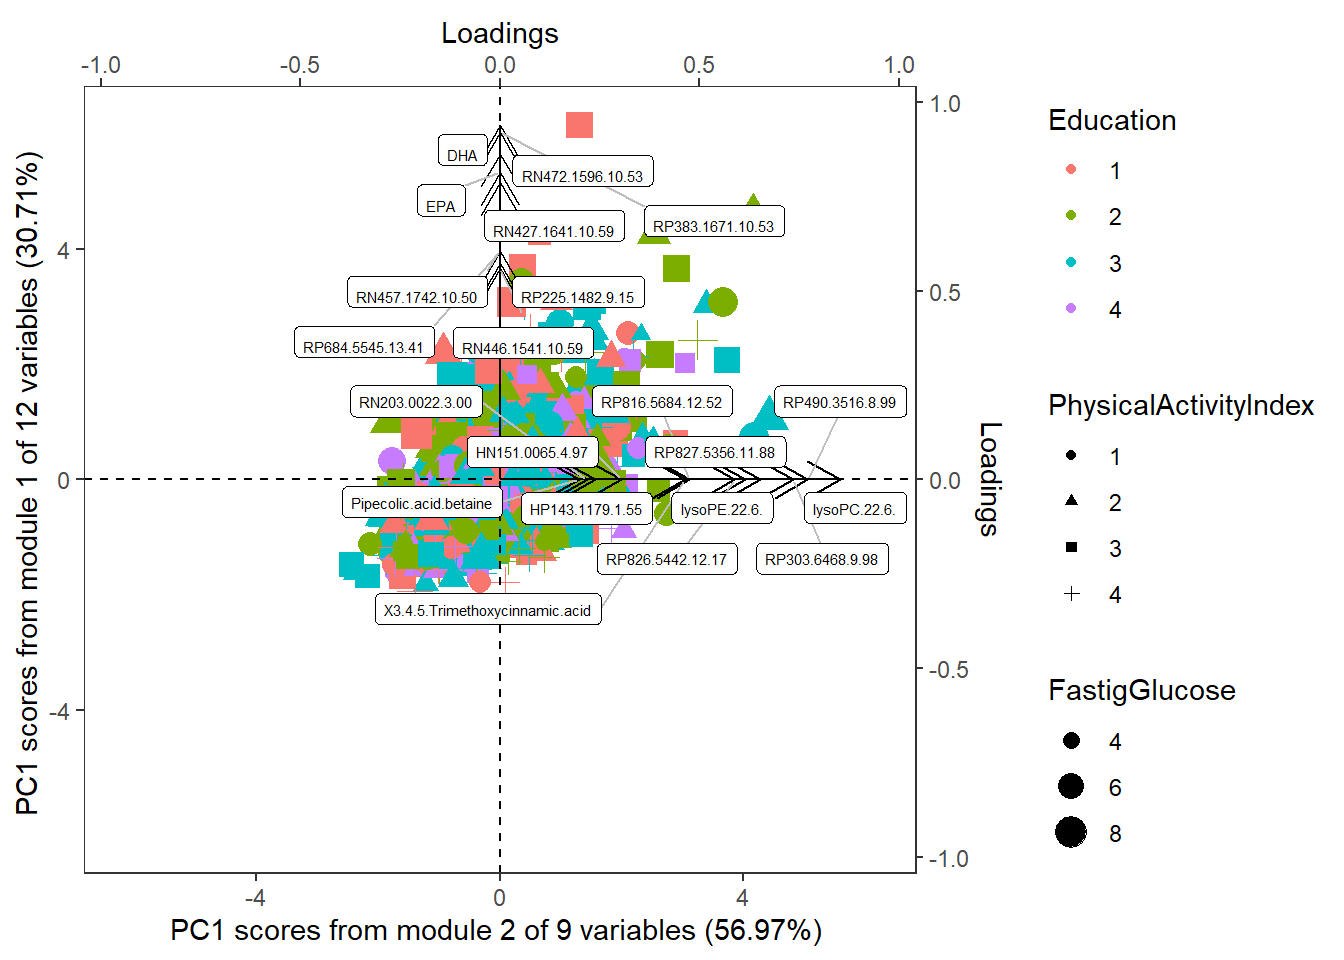 Loadings
-1.0 -0.5 0.0 0.5 1.0
PC1 scores from module 1 of 12 variables (30.71%)
4
0
-4
DHA
RN472.1596.10.53
EPA
RP383.1671.10.53
RN427.1641.10.59
RN457.1742.10.50
RP225.1482.9.15
RP684.5545.13.41
RN446.1541.10.59
RN203.0022.3.00
RP816.5684.12.52
RP490.3516.8.99
HN151.0065.4.97
RP827.5356.11.88
Pipecolic.acid.betaine
HP143.1179.1.55
lysoPE.22.6.
lysoPC.22.6.
RP826.5442.12.17
RP303.6468.9.98
X3.4.5.Trimethoxycinnamic.acid
1.0
0.5
0.0
-0.5
-1.0
Loadings
-4 0 4
PC1 scores from module 2 of 9 variables (56.97%)
Education
1
2
3
4
PhysicalActivityIndex
1
2
3
4
FastigGlucose
4
6
8